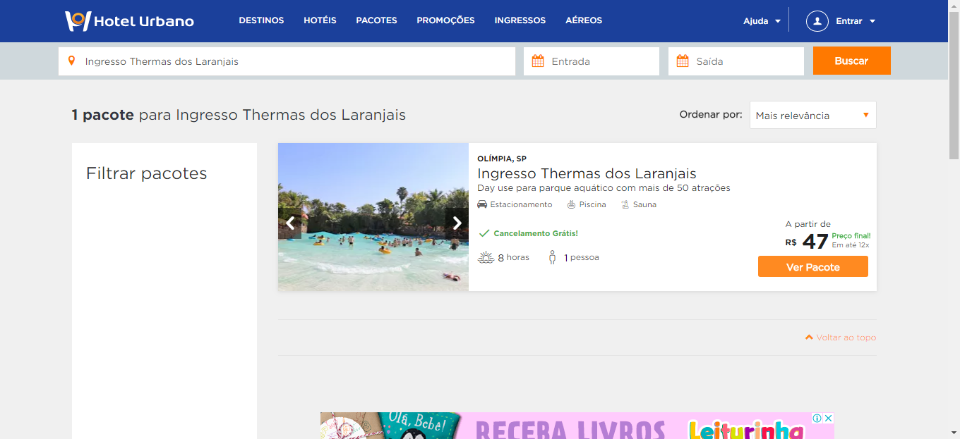 Hotel Urbano
DESTINOS HOTÉIS PACOTES PROMOÇÕES INGRESSOS AÉREOS
Ajuda Entrar
Ingresso Thermas dos Laranjais
Entrada
Saída
Buscar
1 pacote para Ingresso Thermas dos Laranjais
Ordenar por: Mais relevância
Filtrar pacotes
OLÍMPIA, SP
Ingresso Thermas dos Laranjais
Day use para parque aquático com mais de 50 atrações
Estacionamento Piscina Sauna
Cancelamento Grátis!
8 horas 1 pessoa
A partir de
R$ 47 Preço final!
Em até 12x
Ver Pacote
Voltar ao topo
Olá, Bebê!
RECEBA LIVROS
Leiturinha